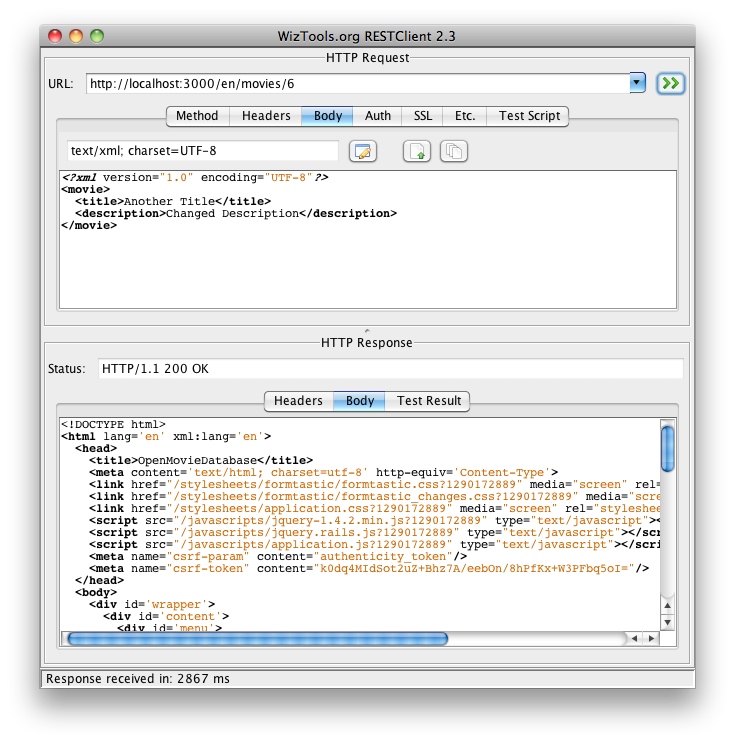 WizTools.org RESTClient 2.3
HTTP Request
URL: http://localhost:3000/en/movies/6
Method Headers Body Auth SSL Etc. Test Script
text/xml; charset=UTF-8
<?xml version="1.0" encoding="UTF-8"?>
<movie>
  <title>Another Title</title>
  <description>Changed Description</description>
</movie>
HTTP Response
Status: HTTP/1.1 200 OK
Headers Body Test Result
<!DOCTYPE html>
<html lang='en' xml:lang='en'>
  <head>
    <title>OpenMovieDatabase</title>
    <meta content='text/html; charset=utf-8' http-equiv='Content-Type'>
    <link href="/stylesheets/formtastic/formtastic.css?1290172889" media="screen" rel=
    <link href="/stylesheets/formtastic/formtastic_changes.css?1290172889" media="scre
    <link href="/stylesheets/application.css?1290172889" media="screen" rel="styleshee
    <script src="/javascripts/jquery-1.4.2.min.js?1290172889" type="text/javascript"><
    <script src="/javascripts/jquery.rails.js?1290172889" type="text/javascript"></scr
    <script src="/javascripts/application.js?1290172889" type="text/javascript"></scri
    <meta name="csrf-param" content="authenticity_token"/>
    <meta name="csrf-token" content="k0dq4MIdSot2uZ+Bhz7A/eebOn/8hPfKx+W3PFbq5oI="/>
  </head>
  <body>
    <div id='wrapper'>
      <div id='content'>
        <div id='menu'>
Response received in: 2867 ms